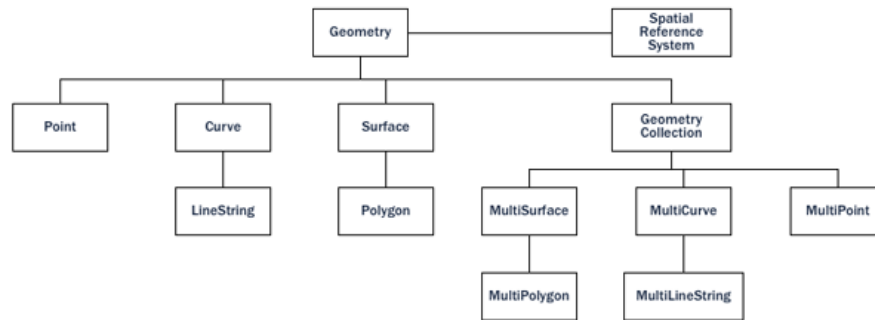 Geometry
Spatial
Reference
System
Point
Curve
Surface
Geometry
Collection
LineString
Polygon
MultiSurface
MultiCurve
MultiPoint
MultiPolygon
MultiLineString